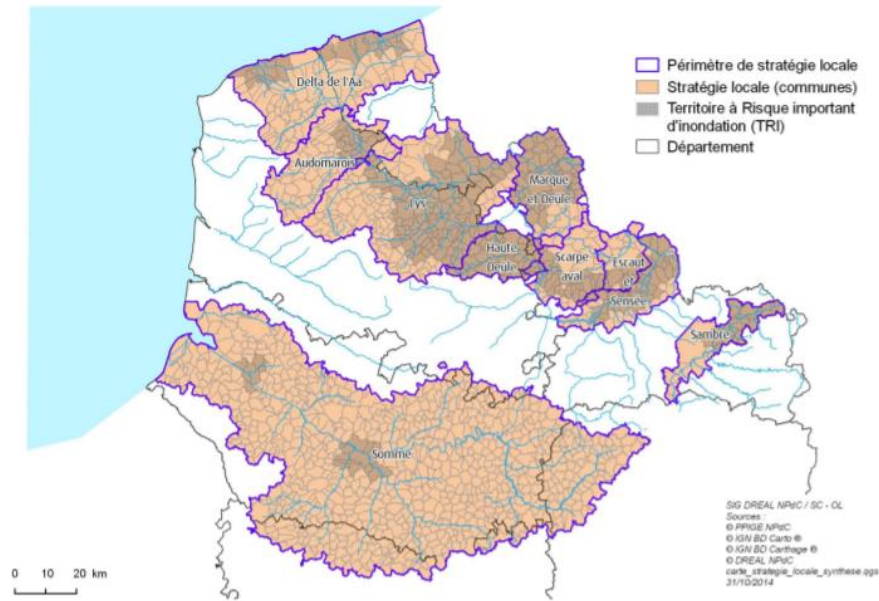 Périmètre de stratégie locale
Stratégie locale (communes)
Territoire à Risque important
d'inondation (TRI)
Département
Delta de l'Aa
Audomarois
Lys
Marque
et Deule
Haute
Deule
Scarpe
aval
Escaut
et
Sensée
Sambre
Somme
SIG DREAL NPdC / SC - OL
Sources :
© PPIGE NPdC
© IGN BD Carto ®
© IGN BD Carthage ®
© DREAL NPdC
carte_strategie_locale_synthese.qgs
31/10/2014
0 10 20 km